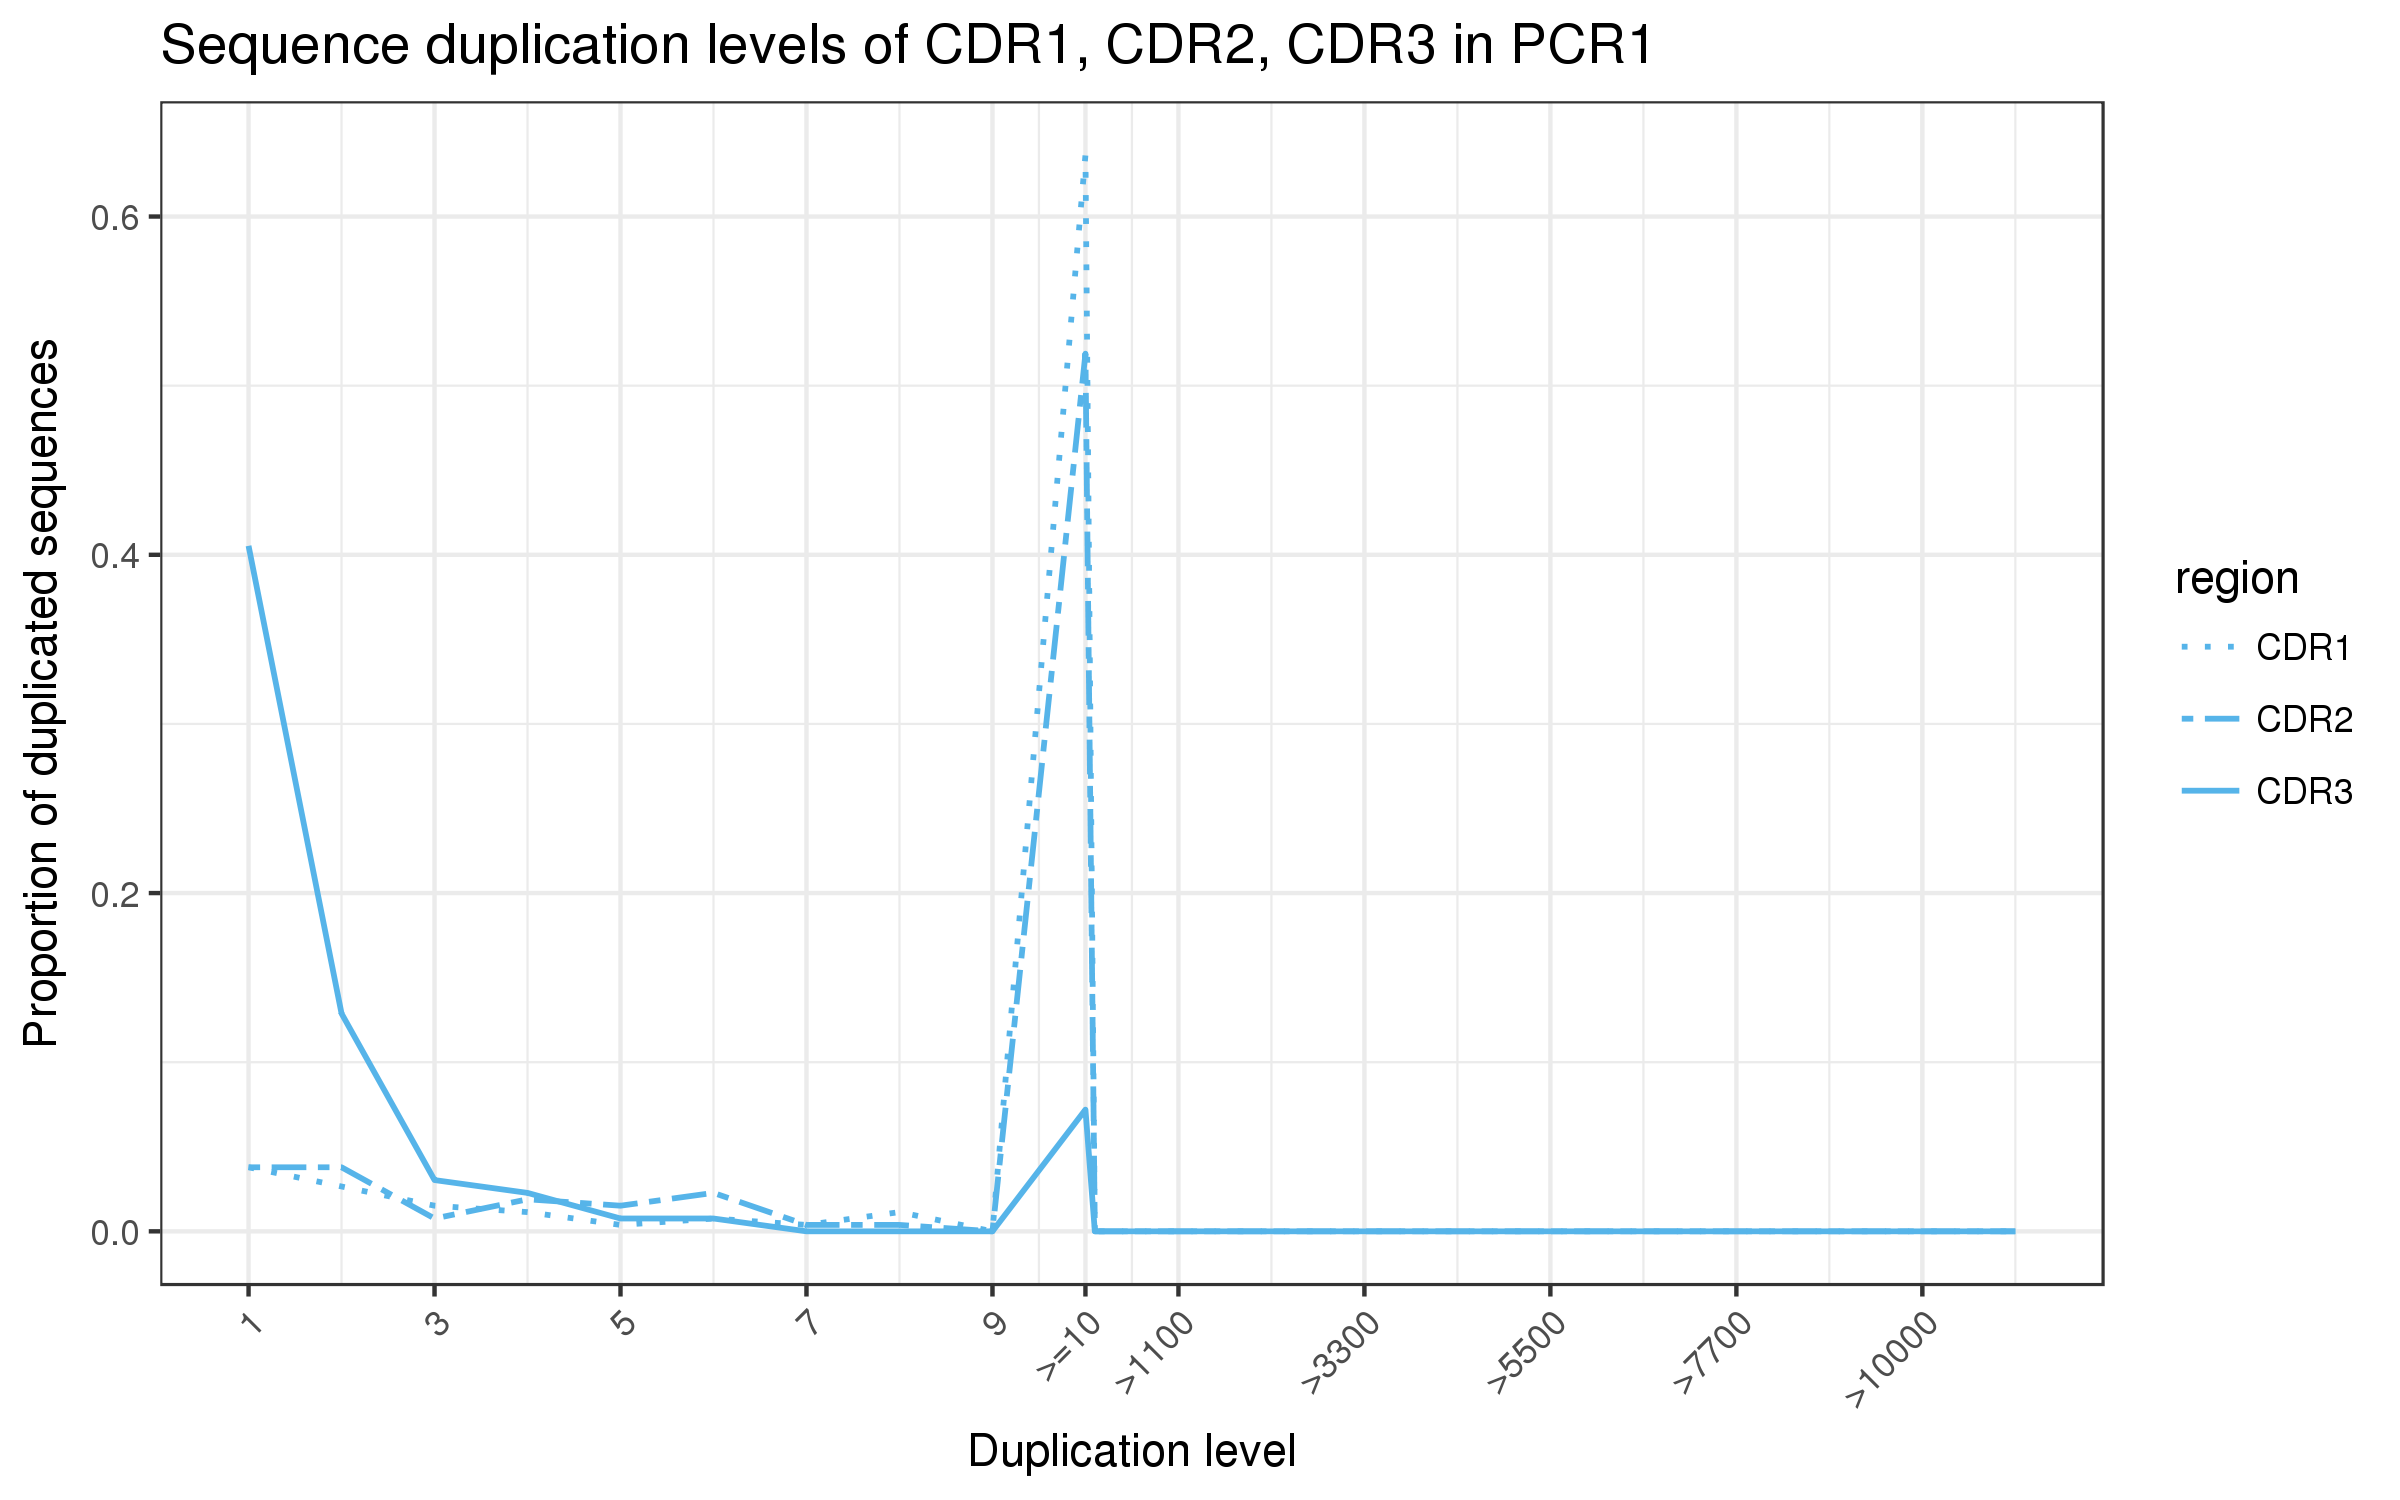 Sequence duplication levels of CDR1, CDR2, CDR3 in PCR1
Proportion of duplicated sequences
0.6
0.4
0.2
0.0
1
3
5
7
9
>=10
>1100
>3300
>5500
>7700
>10000
Duplication level
region
CDR1
CDR2
CDR3